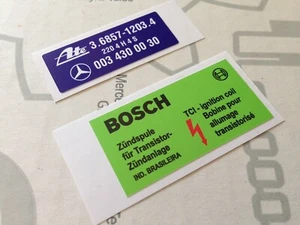 Ate 3.6857-1203.4
220 4 H 4 S
003 430 00 30
BOSCH
Zündspule
für Transistor-
Zündanlage
IND. BRASILEIRA
TCI - ignition coil
Bobine pour
allumage
transistorisé
Merce